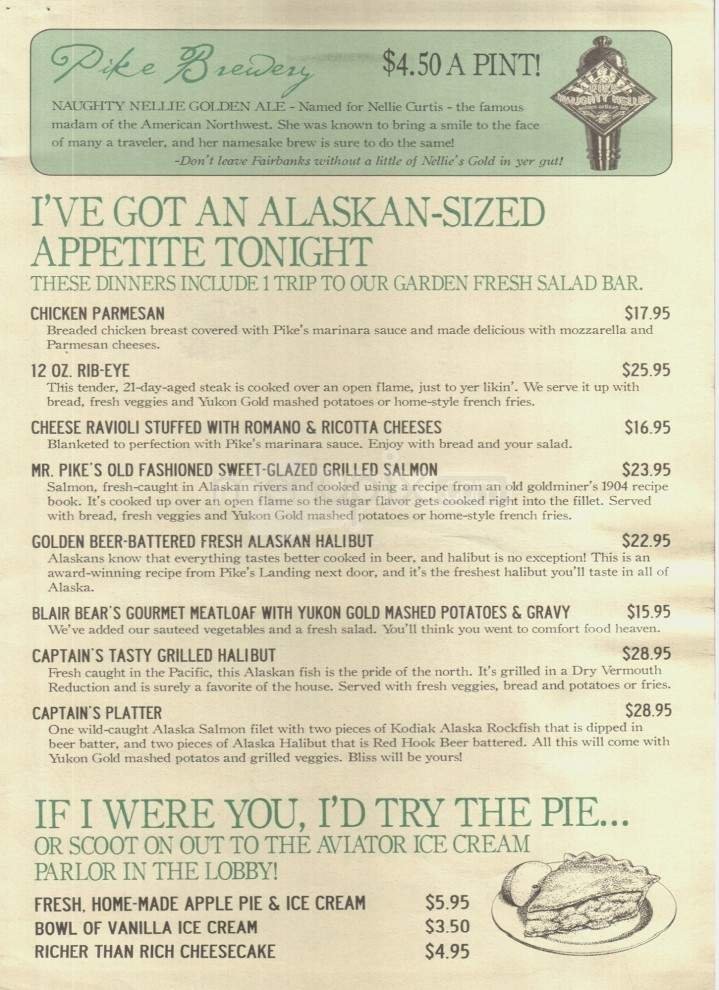 Pike Brewery
$4.50 A PINT!
NAUGHTY NELLIE GOLDEN ALE - Named for Nellie Curtis - the famous
madam of the American Northwest. She was known to bring a smile to the face
of many a traveler, and her namesake brew is sure to do the same!
-Don't leave Fairbanks without a little of Nellie's Gold in yer gut!
PIKE
NAUGHTY NELLIE
I'VE GOT AN ALASKAN-SIZED
APPETITE TONIGHT
THESE DINNERS INCLUDE 1 TRIP TO OUR GARDEN FRESH SALAD BAR.
CHICKEN PARMESAN $17.95
Breaded chicken breast covered with Pike's marinara sauce and made delicious with mozzarella and
Parmesan cheeses.
12 OZ. RIB-EYE $25.95
This tender, 21-day-aged steak is cooked over an open flame, just to yer likin'. We serve it up with
bread, fresh veggies and Yukon Gold mashed potatoes or home-style french fries.
CHEESE RAVIOLI STUFFED WITH ROMANO & RICOTTA CHEESES $16.95
Blanketed to perfection with Pike's marinara sauce. Enjoy with bread and your salad.
MR. PIKE'S OLD FASHIONED SWEET-GLAZED GRILLED SALMON $23.95
Salmon, fresh-caught in Alaskan rivers and cooked using a recipe from an old goldminer's 1904 recipe
book. It's cooked up over an open flame so the sugar flavor gets cooked right into the fillet. Served
with bread, fresh veggies and Yukon Gold mashed potatoes or home-style french fries.
GOLDEN BEER-BATTERED FRESH ALASKAN HALIBUT $22.95
Alaskans know that everything tastes better cooked in beer, and halibut is no exception! This is an
award-winning recipe from Pike's Landing next door, and it's the freshest halibut you'll taste in all of
Alaska.
BLAIR BEAR'S GOURMET MEATLOAF WITH YUKON GOLD MASHED POTATOES & GRAVY $15.95
We've added our sauteed vegetables and a fresh salad. You'll think you went to comfort food heaven.
CAPTAIN'S TASTY GRILLED HALIBUT $28.95
Fresh caught in the Pacific, this Alaskan fish is the pride of the north. It's grilled in a Dry Vermouth
Reduction and is surely a favorite of the house. Served with fresh veggies, bread and potatoes or fries.
CAPTAIN'S PLATTER $28.95
One wild-caught Alaska Salmon filet with two pieces of Kodiak Alaska Rockfish that is dipped in
beer batter, and two pieces of Alaska Halibut that is Red Hook Beer battered. All this will come with
Yukon Gold mashed potatos and grilled veggies. Bliss will be yours!
IF I WERE YOU, I'D TRY THE PIE...
OR SCOOT ON OUT TO THE AVIATOR ICE CREAM
PARLOR IN THE LOBBY!
FRESH, HOME-MADE APPLE PIE & ICE CREAM $5.95
BOWL OF VANILLA ICE CREAM $3.50
RICHER THAN RICH CHEESECAKE $4.95